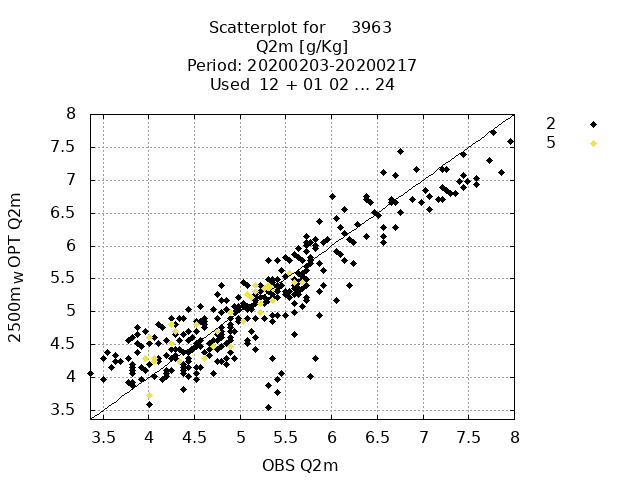 Scatterplot for 3963
Q2m [g/Kg]
Period: 20200203-20200217
Used 12 + 01 02 ... 24
2
5
8
7.5
7
6.5
6
5.5
5
4.5
4
3.5
2500m w OPT Q2m
3.5 4 4.5 5 5.5 6 6.5 7 7.5 8
OBS Q2m